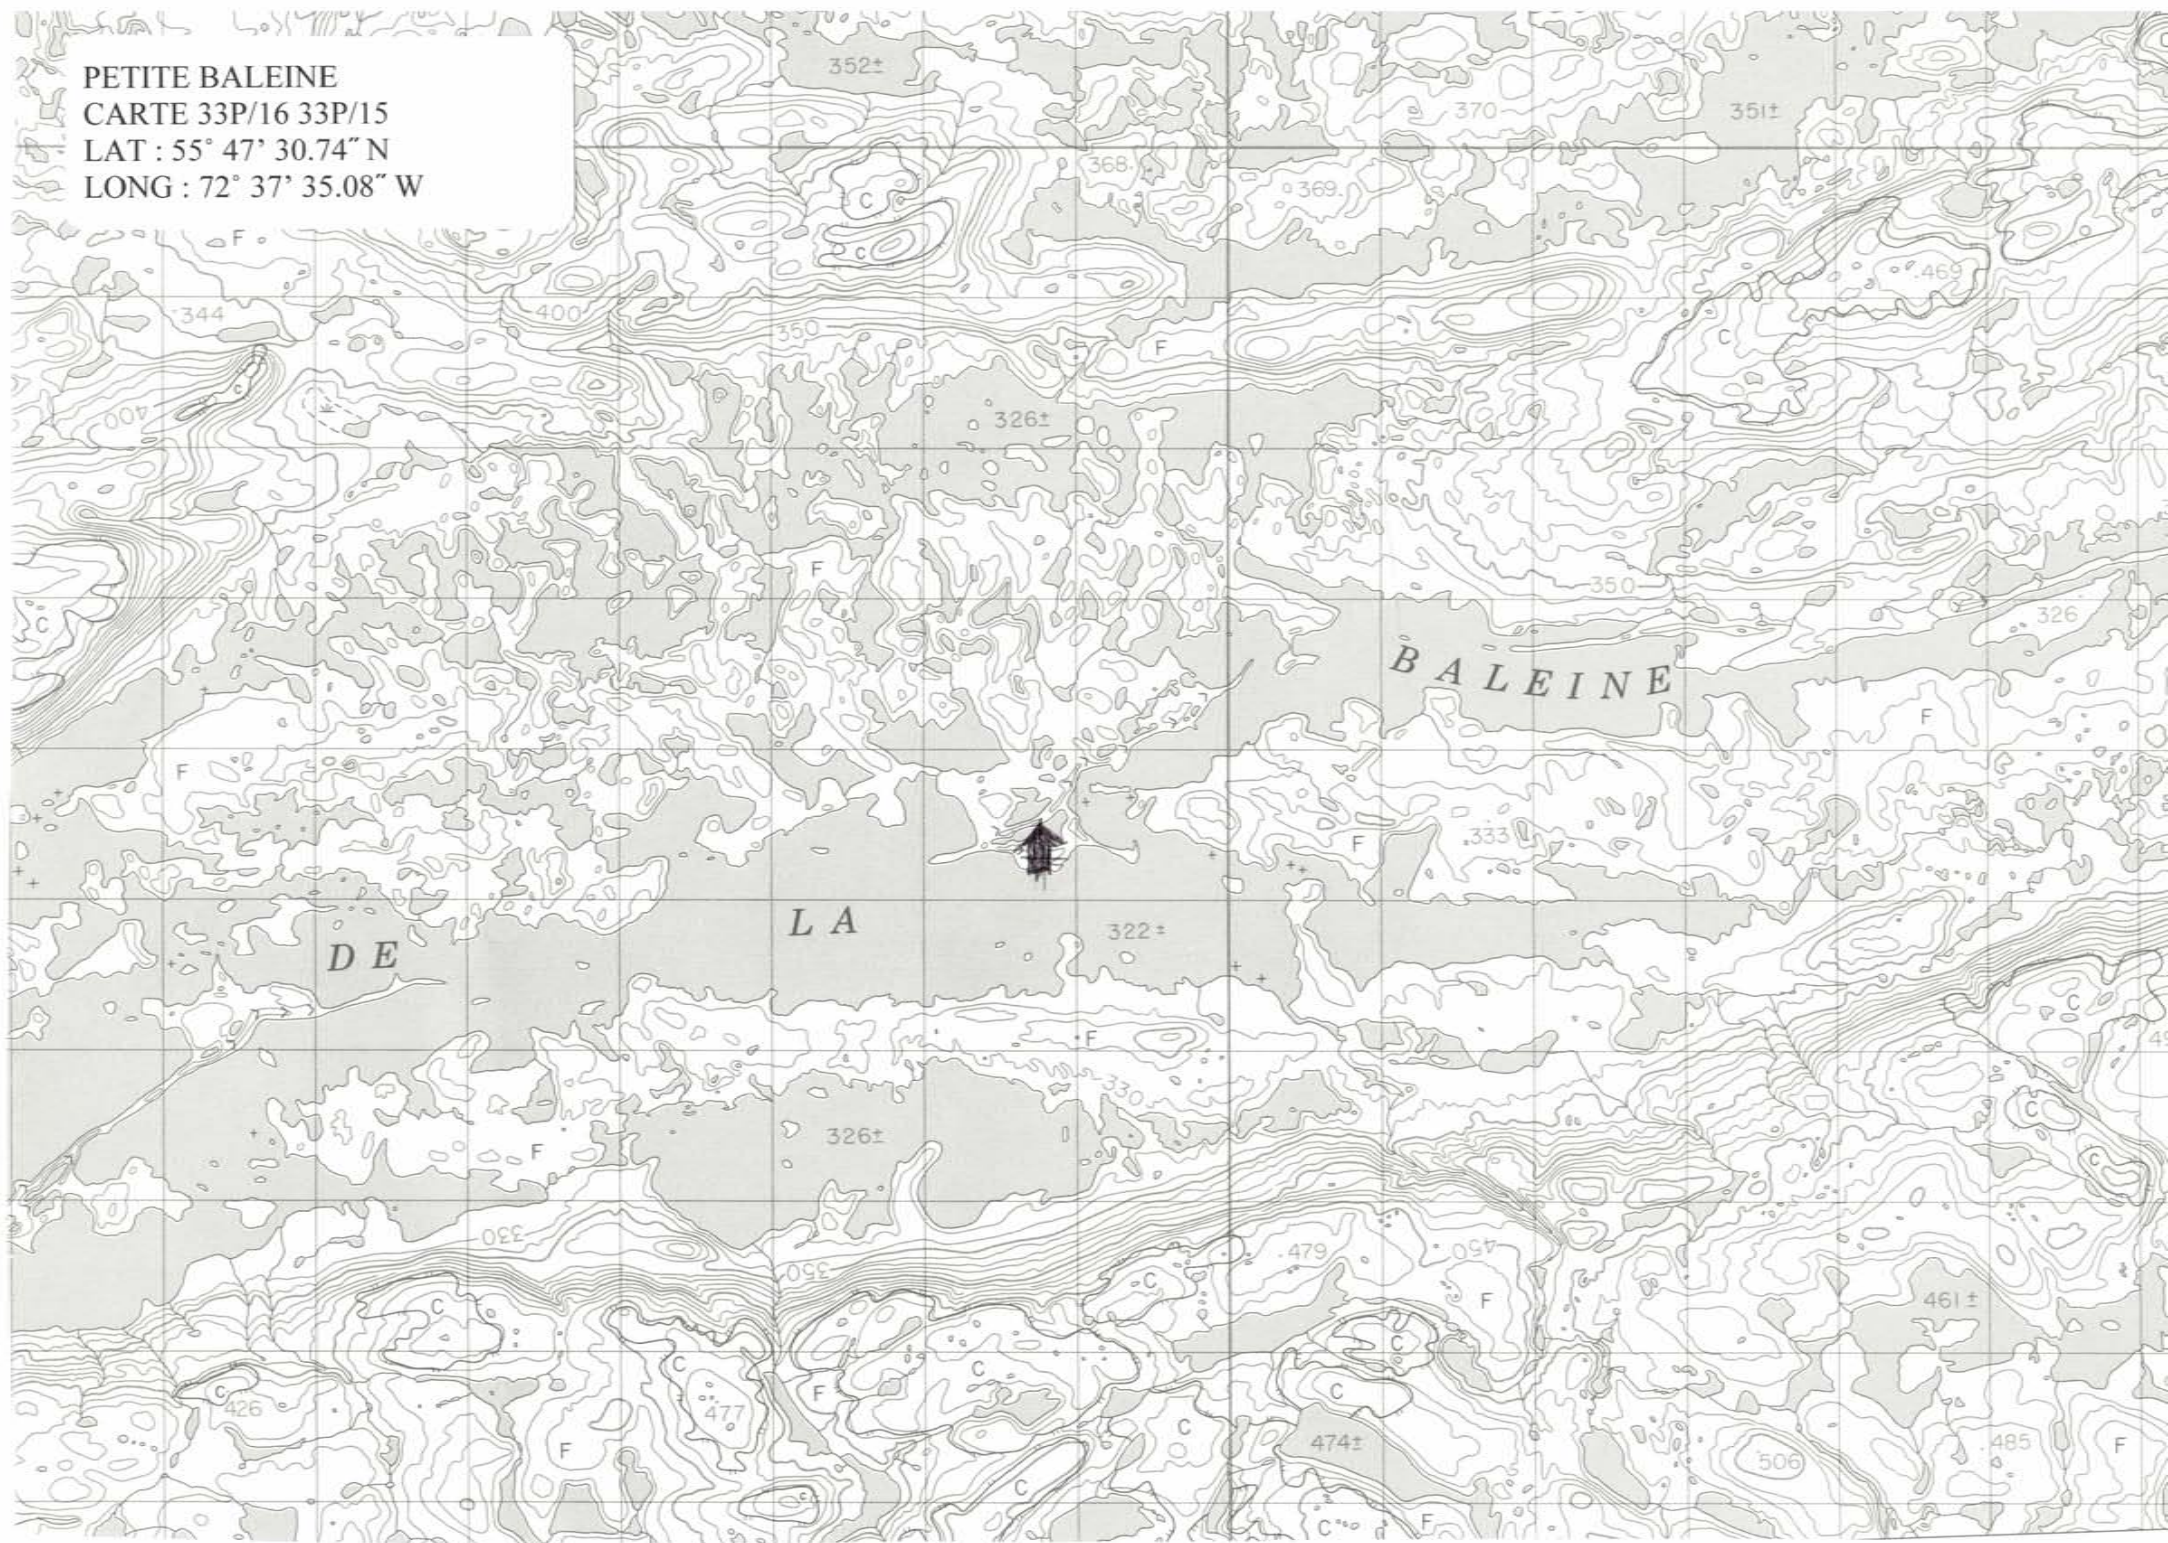 PETITE BALEINE
CARTE 33P/16 33P/15
LAT : 55° 47' 30.74" N
LONG : 72° 37' 35.08" W
352±
370
351±
368.
369.
C
C
F
.469
344
400
350
F
C
C
400
326±
F
350
C
326
BALEINE
F
F
F
.333
LA
322±
DE
C
F
330
C
326±
F
C
330
350
.479
450
C
C
F
461±
C
C
C
C
F
C
C
426
477
F
C
474±
506
.485
F
C
C
C
F